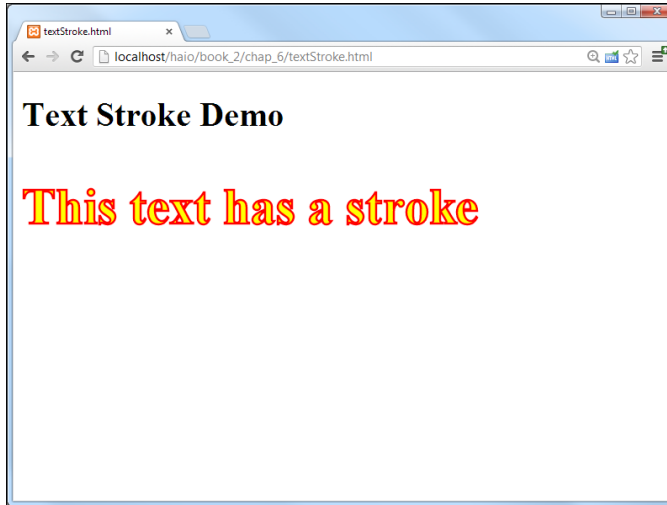 textStroke.html
localhost/haio/book_2/chap_6/textStroke.html
Text Stroke Demo
This text has a stroke